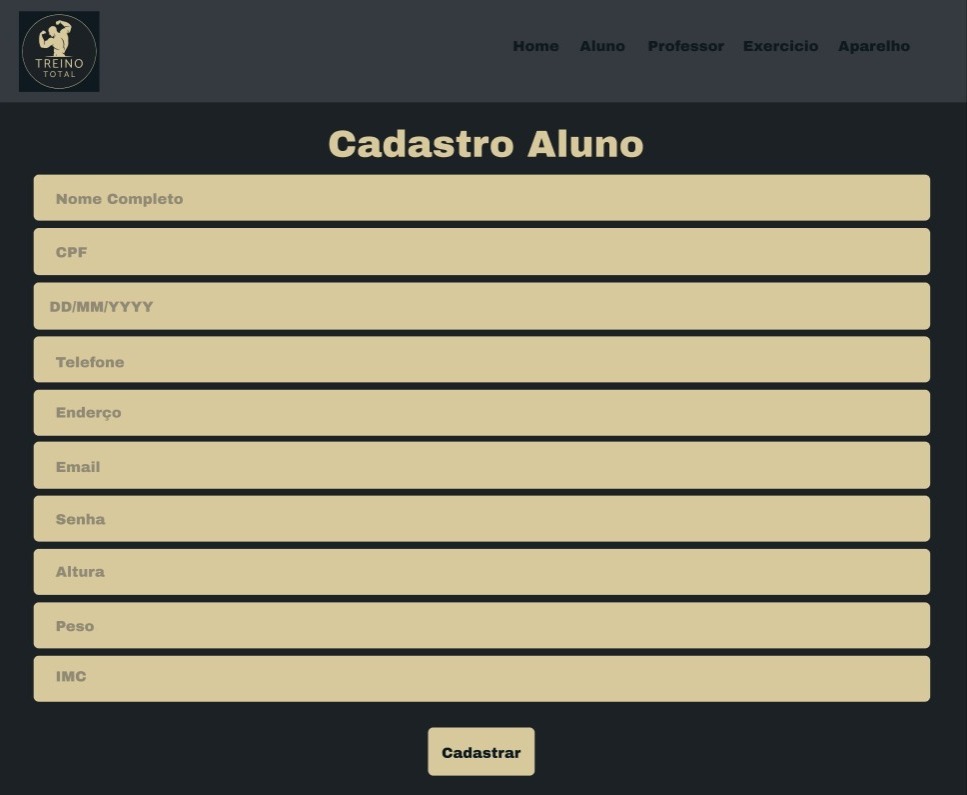 TREINO
TOTAL
Home Aluno Professor Exercicio Aparelho
Cadastro Aluno
Nome Completo
CPF
DD/MM/YYYY
Telefone
Enderço
Email
Senha
Altura
Peso
IMC
Cadastrar